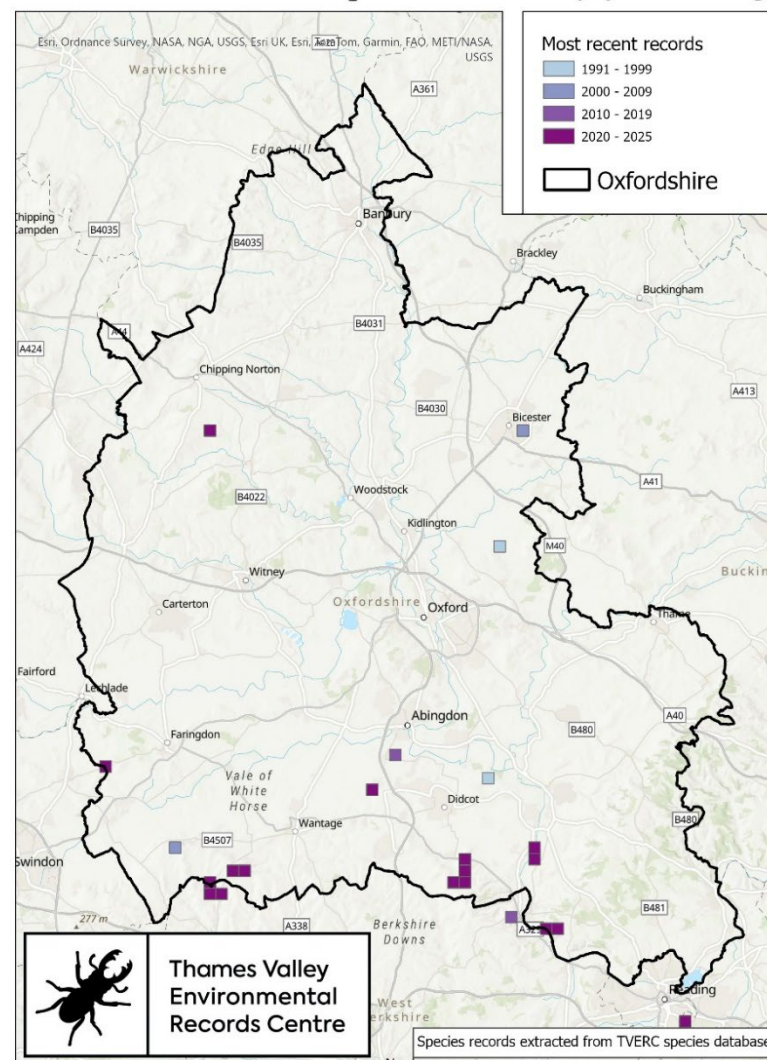 Esri, Ordnance Survey, NASA, NGA, USGS, Esri UK, Esri, TomTom, Garmin, FAO, METI/NASA,
USGS
Most recent records
1991 - 1999
2000 - 2009
2010 - 2019
2020 - 2025
Oxfordshire
Warwickshire
A361
Edge Hill
Banbury
Chipping
Campden
B4035
B4035
Brackley
Buckingham
A44
A424
B4031
Chipping Norton
A413
B4030
Bicester
B4022
Woodstock
A41
Kidlington
M40
Witney
Oxfordshire
Carterton
Oxford
Thame
Fairford
Lechlade
Abingdon
A40
B480
Faringdon
Vale of
White
Horse
Didcot
Wantage
B480
B4507
Swindon
B481
277 m
A338
Berkshire
Downs
A329
Reading
West
Berkshire
Thames Valley
Environmental
Records Centre
Species records extracted from TVERC species database